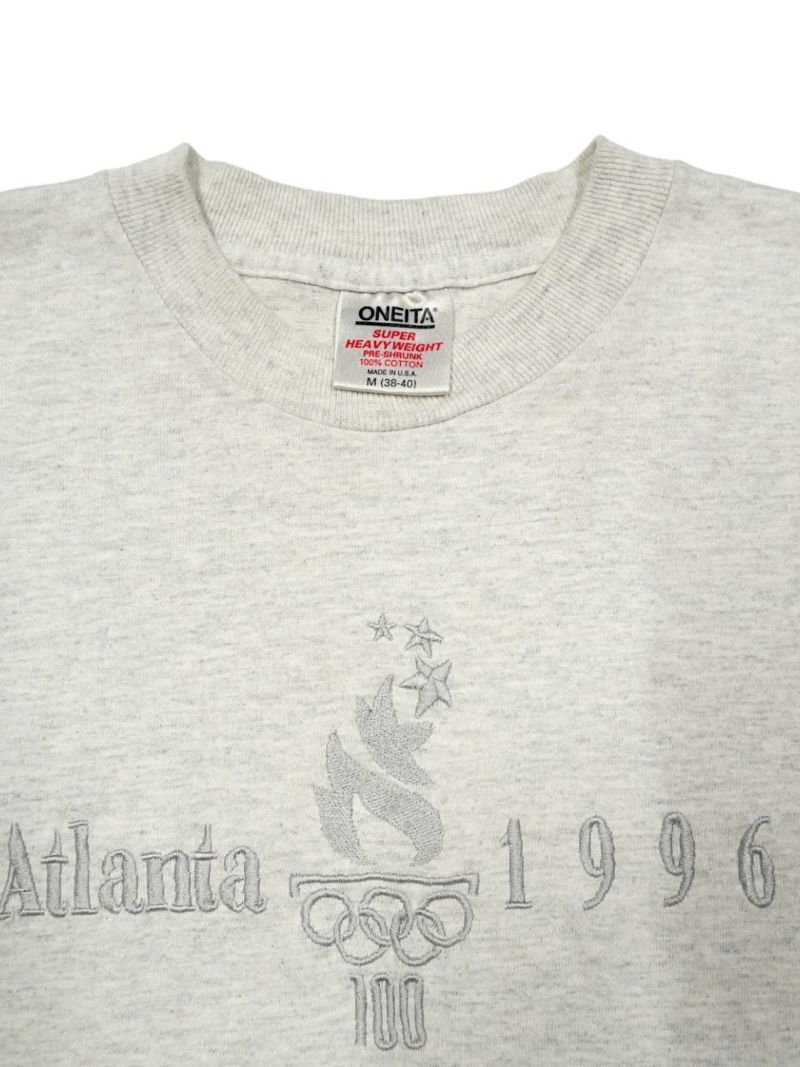 ONEITA®
SUPER
HEAVYWEIGHT
PRE-SHRUNK
100% COTTON
MADE IN U.S.A.
M (38-40)
Atlanta 1996
100